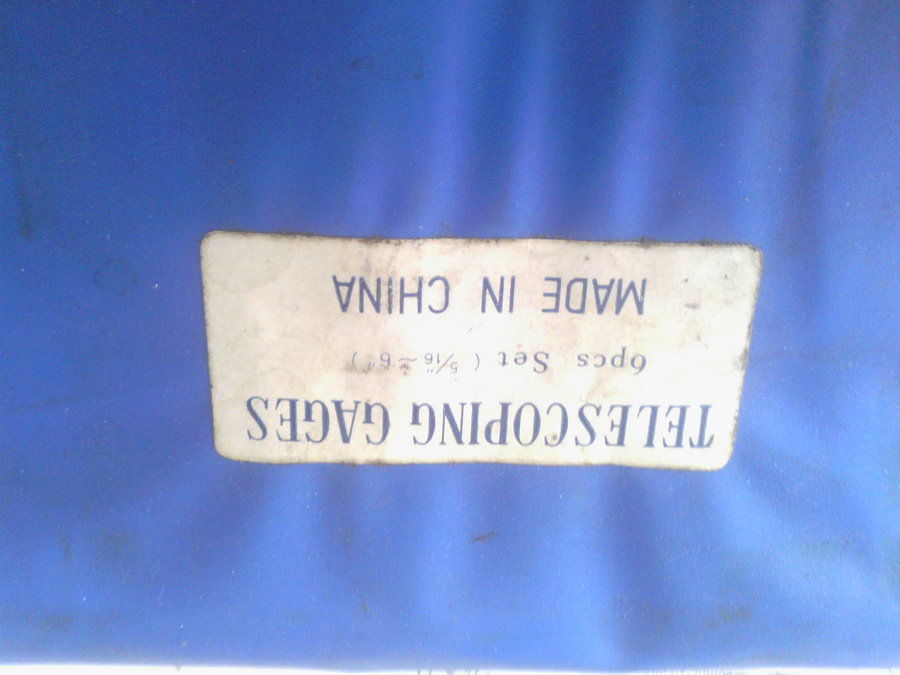 TELESCOPING GAGES
6pcs Set ( 5/16" ~ 6" )
MADE IN CHINA